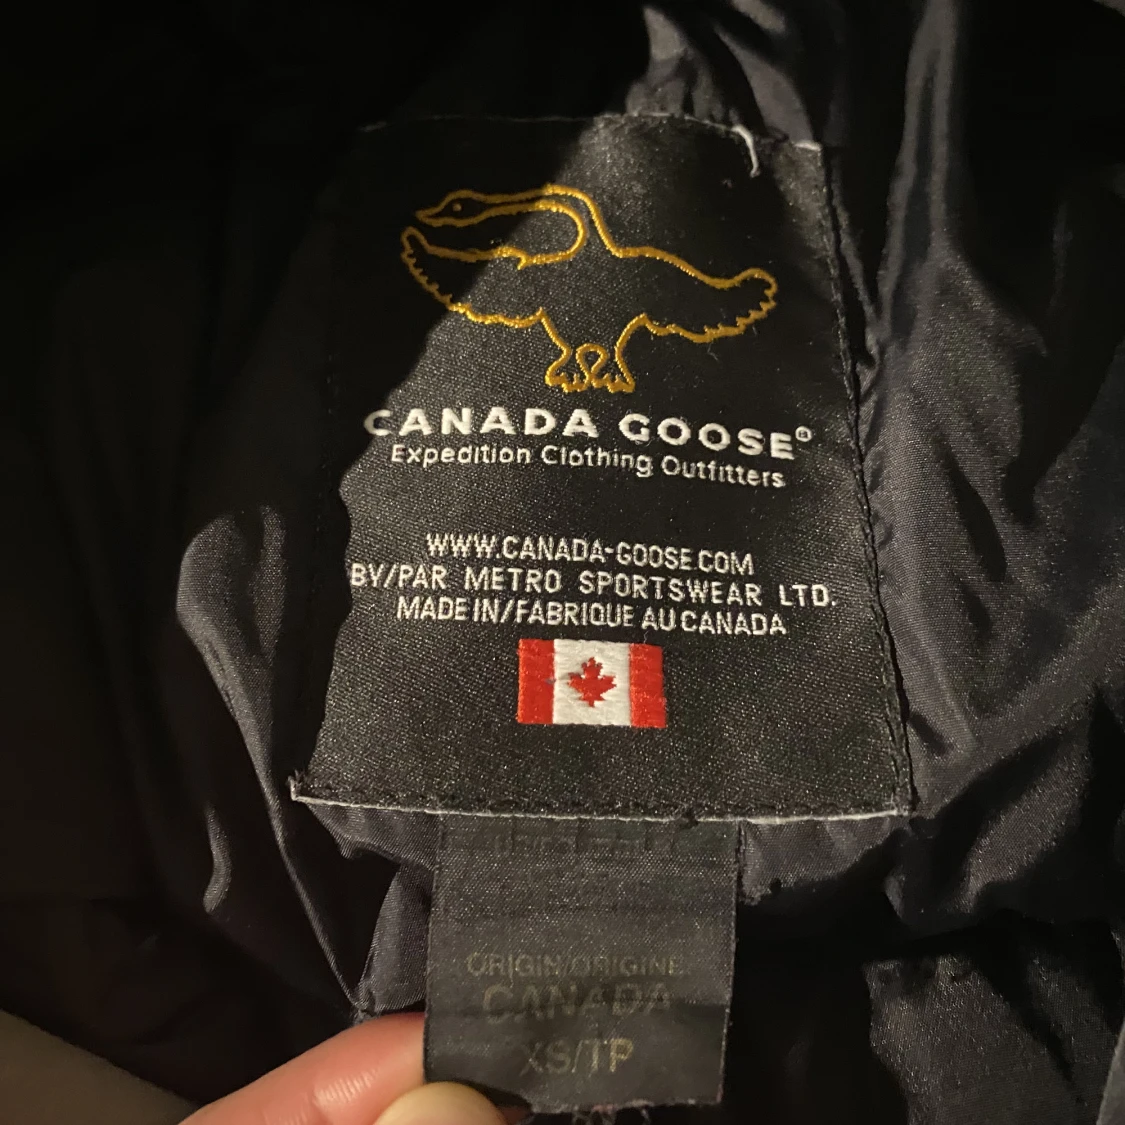 CANADA GOOSE®
Expedition Clothing Outfitters
WWW.CANADA-GOOSE.COM
BY/PAR METRO SPORTSWEAR LTD.
MADE IN/FABRIQUE AU CANADA
ORIGIN/ORIGINE
CANADA
XS/TP